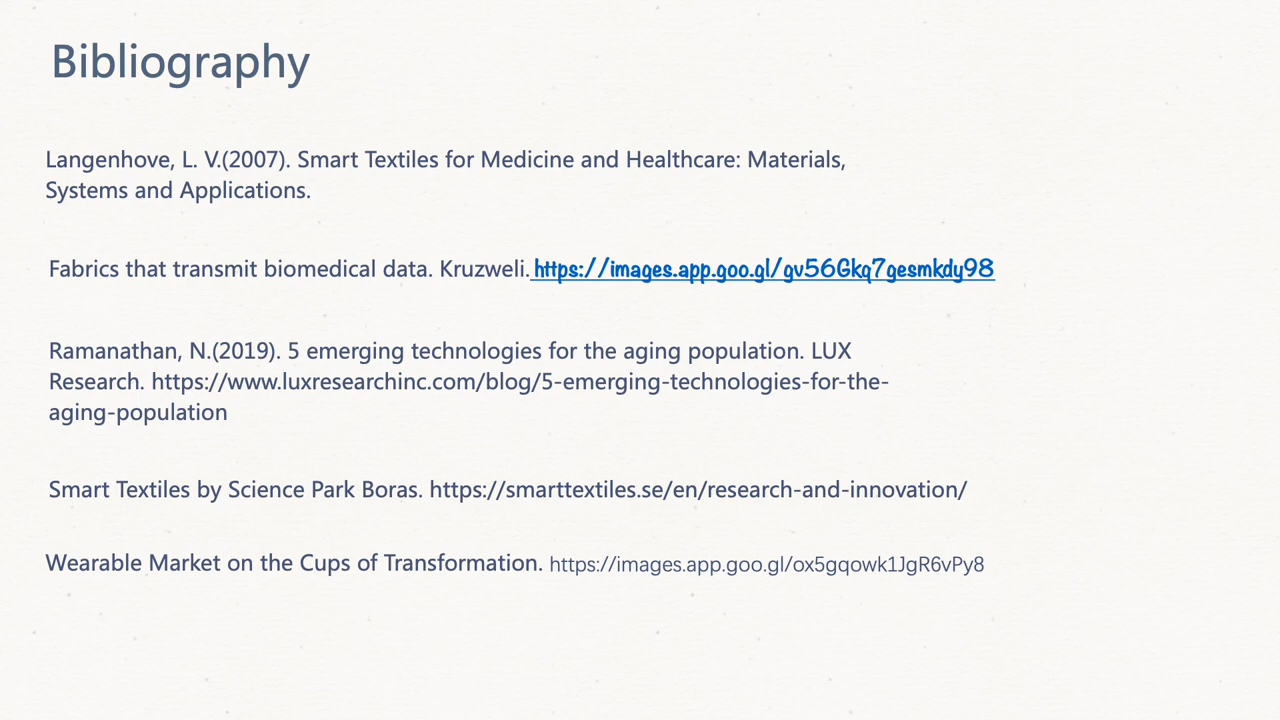 Bibliography
Langenhove, L. V.(2007). Smart Textiles for Medicine and Healthcare: Materials,
Systems and Applications.
Fabrics that transmit biomedical data. Kruzweli. https://images.app.goo.gl/gv56Gkq7gesmkdy98
Ramanathan, N.(2019). 5 emerging technologies for the aging population. LUX
Research. https://www.luxresearchinc.com/blog/5-emerging-technologies-for-the-
aging-population
Smart Textiles by Science Park Boras. https://smarttextiles.se/en/research-and-innovation/
Wearable Market on the Cups of Transformation. https://images.app.goo.gl/ox5gqowk1JgR6vPy8